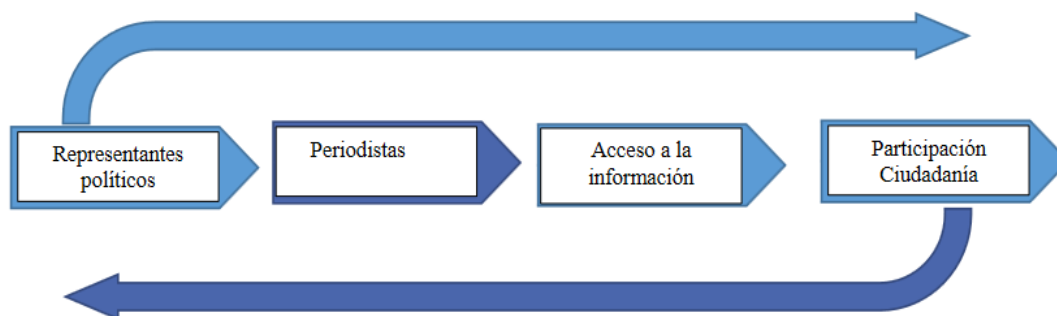 Representantes
políticos
Periodistas
Acceso a la
información
Participación
Ciudadanía